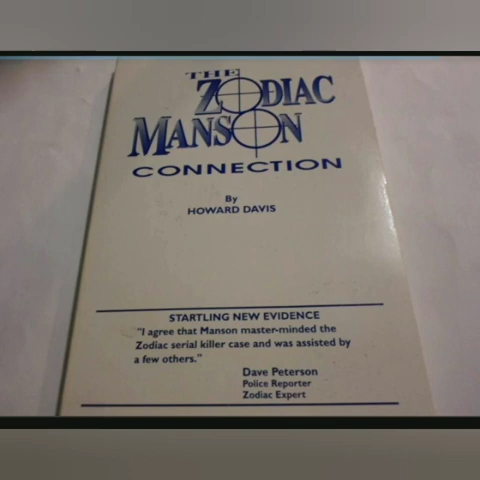 THE
ZODIAC
MANSON
CONNECTION
By
HOWARD DAVIS
STARTLING NEW EVIDENCE
"I agree that Manson master-minded the
Zodiac serial killer case and was assisted by
a few others."
Dave Peterson
Police Reporter
Zodiac Expert